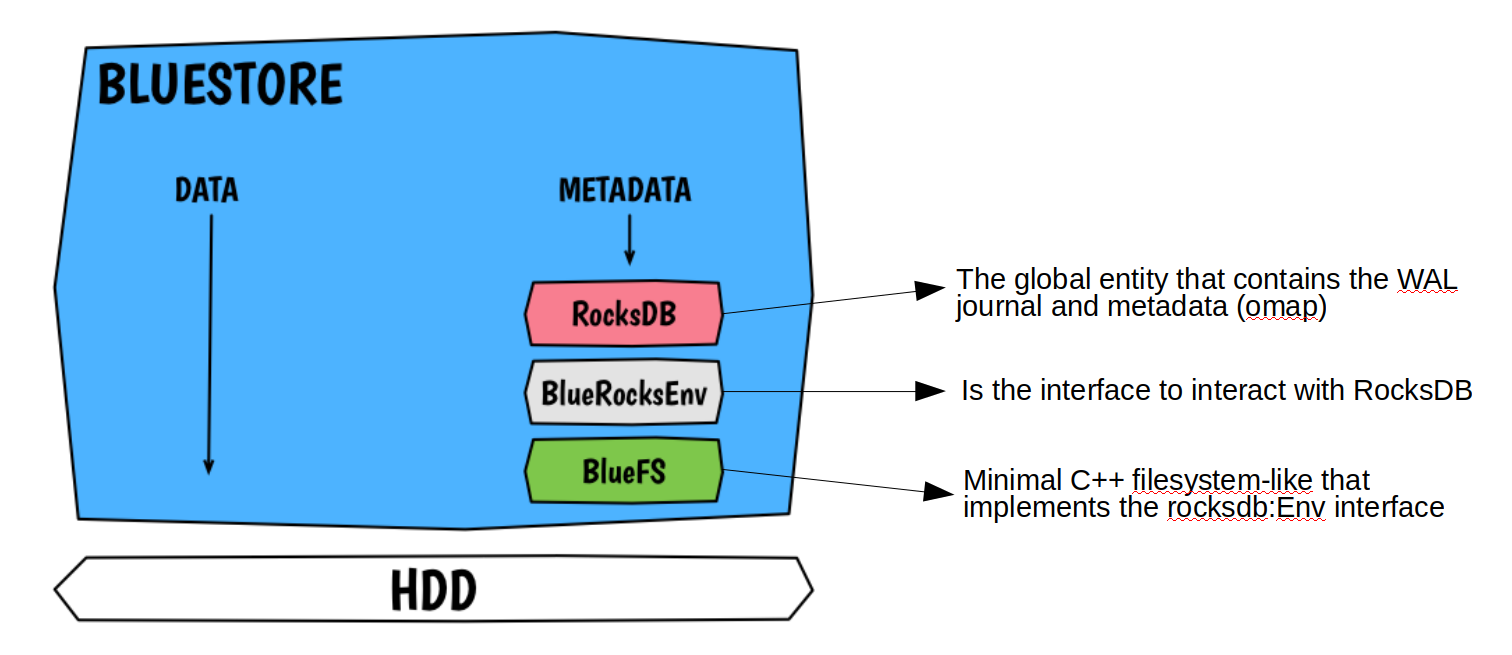 BLUESTORE
DATA
METADATA
RocksDB
The global entity that contains the WAL
journal and metadata (omap)
BlueRocksEnv
Is the interface to interact with RocksDB
BlueFS
Minimal C++ filesystem-like that
implements the rocksdb:Env interface
HDD